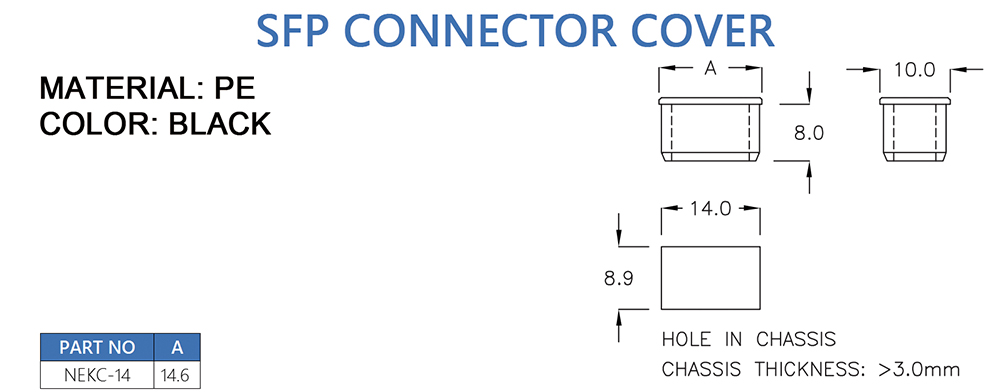 SFP CONNECTOR COVER
MATERIAL: PE
COLOR: BLACK
A
10.0
8.0
14.0
8.9
HOLE IN CHASSIS
CHASSIS THICKNESS: >3.0mm
PART NO A
NEKC-14 14.6